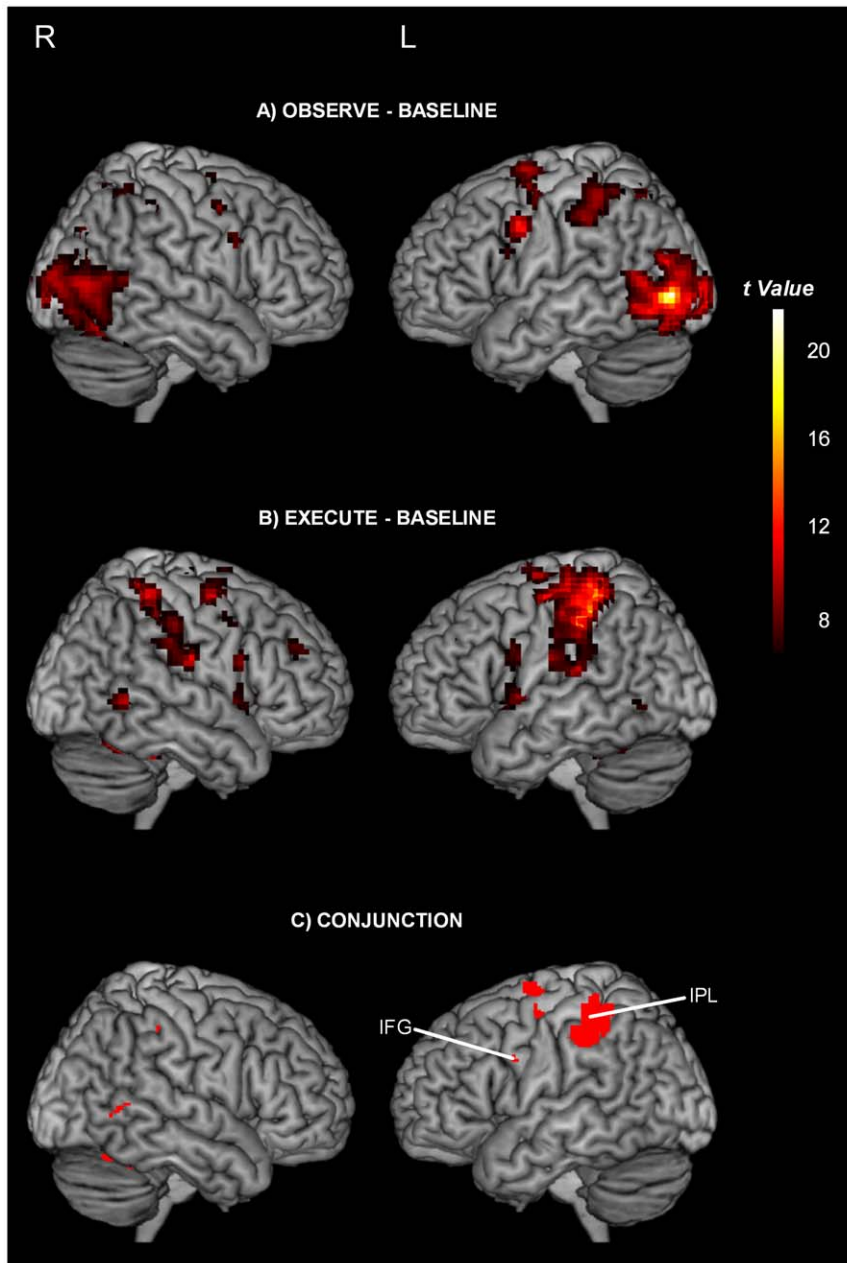 R L
A) OBSERVE - BASELINE
t Value
20
16
12
8
B) EXECUTE - BASELINE
C) CONJUNCTION
IPL
IFG